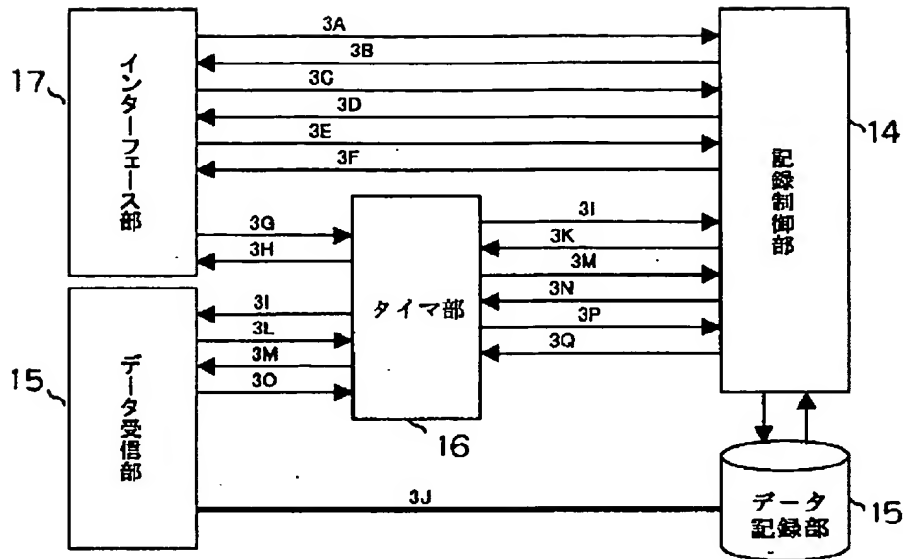 3A
3B
3C
3D
3E
3F
17
インターフェース部
14
記録制御部
3G
3H
3I
3K
3M
3N
3P
3Q
タイマ部
16
3I
3L
3M
3O
15
データ受信部
3J
データ
記録部
15